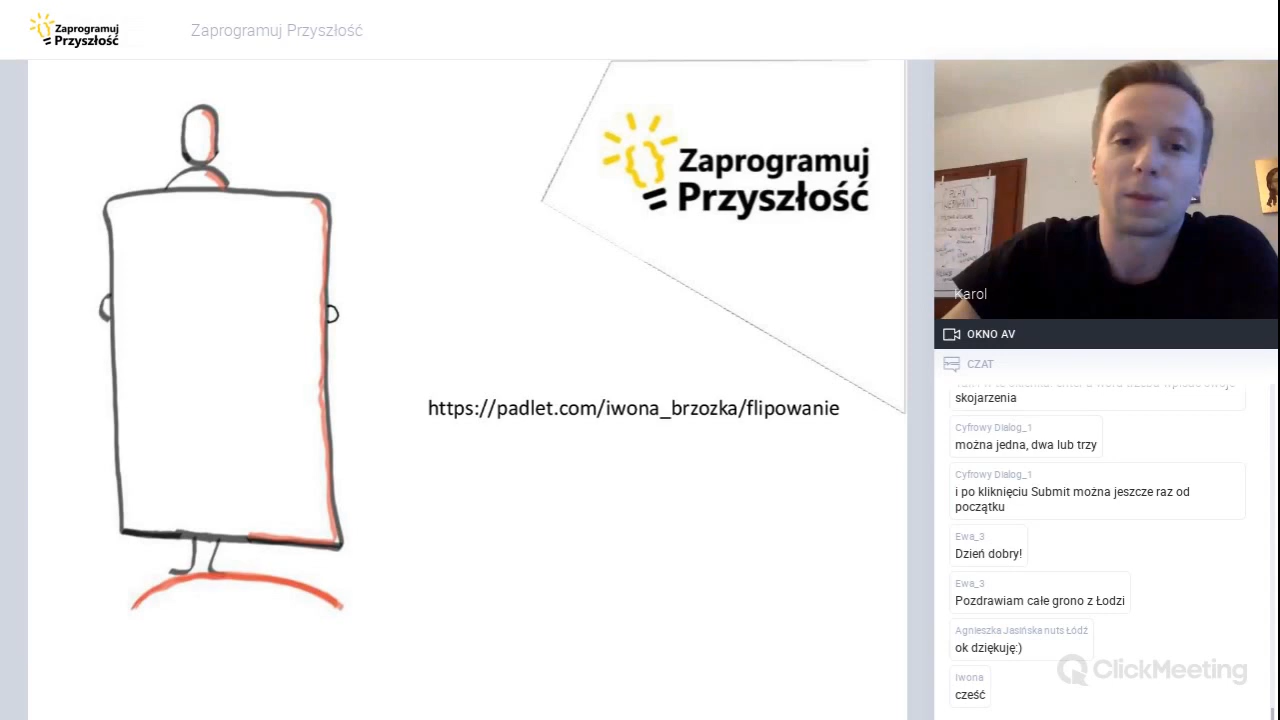 Zaprogramuj
Przyszłość
Zaprogramuj Przyszłość
Zaprogramuj
Przyszłość
https://padlet.com/iwona_brzozka/flipowanie
Karol
OKNO AV
CZAT
skojarzenia
Cyfrowy Dialog_1
można jedna, dwa lub trzy
Cyfrowy Dialog_1
i po kliknięciu Submit można jeszcze raz od
początku
Ewa_3
Dzień dobry!
Ewa_3
Pozdrawiam całe grono z Łodzi
Agnieszka Jasińska nuts Łódź
ok dziękuję:)
ClickMeeting
Iwona
cześć